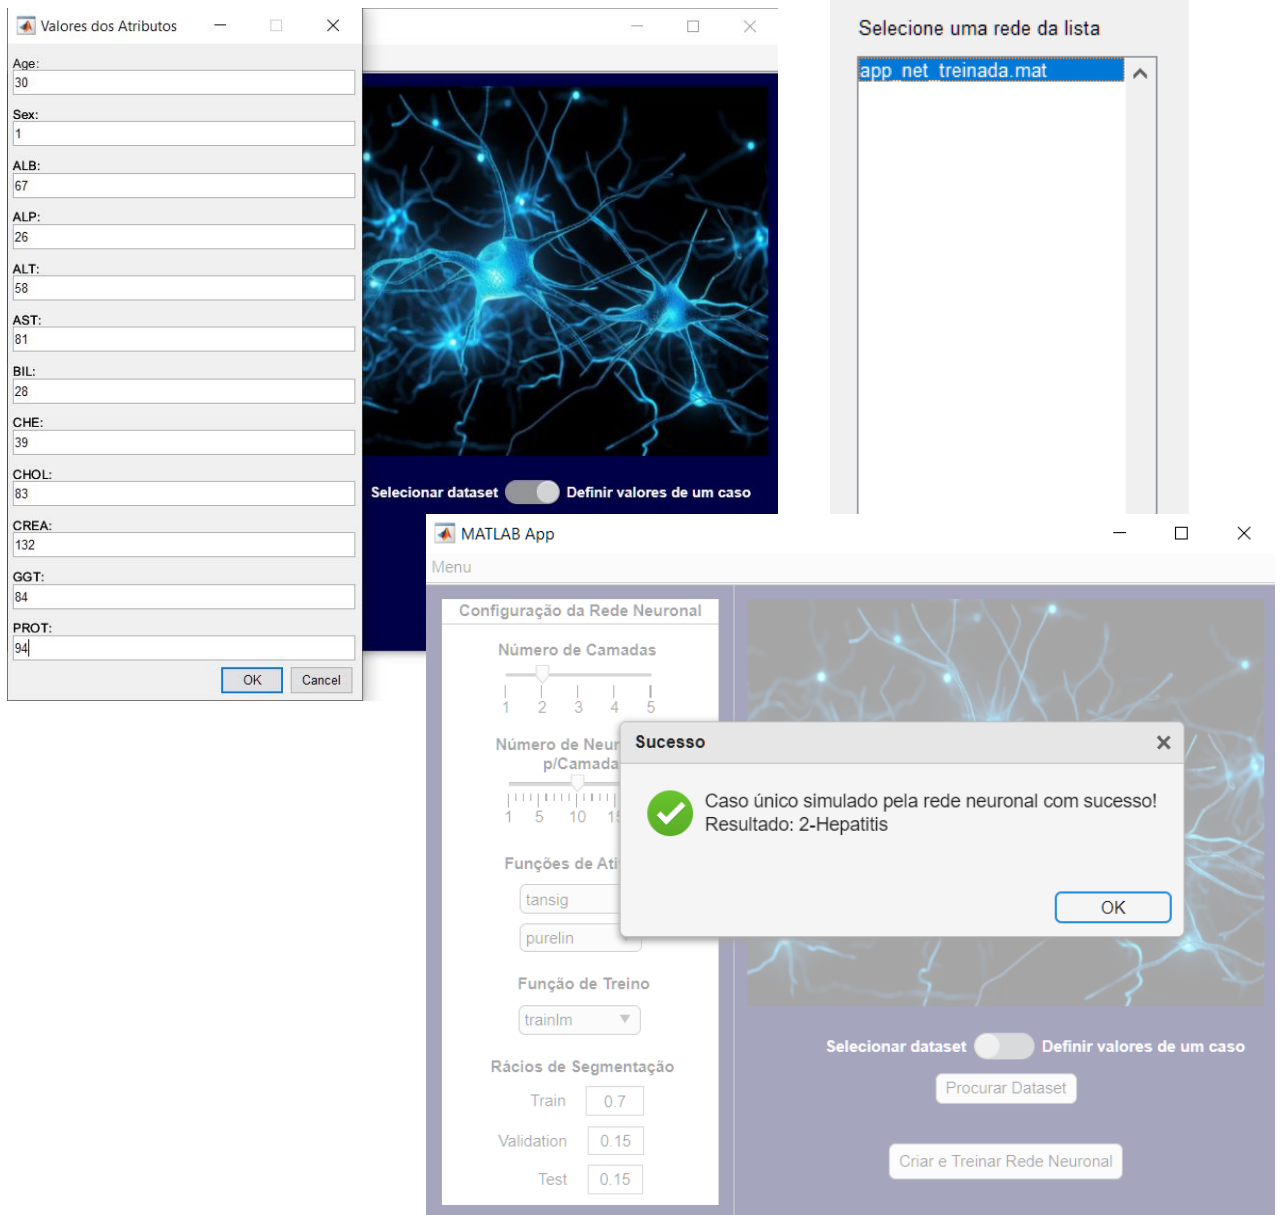 Valores dos Atributos
Age:
30
Sex:
1
ALB:
67
ALP:
26
ALT:
58
AST:
81
BIL:
28
CHE:
39
CHOL:
83
CREA:
132
GGT:
84
PROT:
94
OK Cancel
Selecionar dataset Definir valores de um caso
Selecione uma rede da lista
app_net_treinada.mat
MATLAB App
Menu
Configuração da Rede Neuronal
Número de Camadas
1 2 3 4 5
Número de Neur
p/Camada
1 5 10 1
Funções de Ati
tansig
purelin
Função de Treino
trainlm
Rácios de Segmentação
Train 0.7
Validation 0.15
Test 0.15
Sucesso
Caso único simulado pela rede neuronal com sucesso!
Resultado: 2-Hepatitis
OK
Selecionar dataset Definir valores de um caso
Procurar Dataset
Criar e Treinar Rede Neuronal